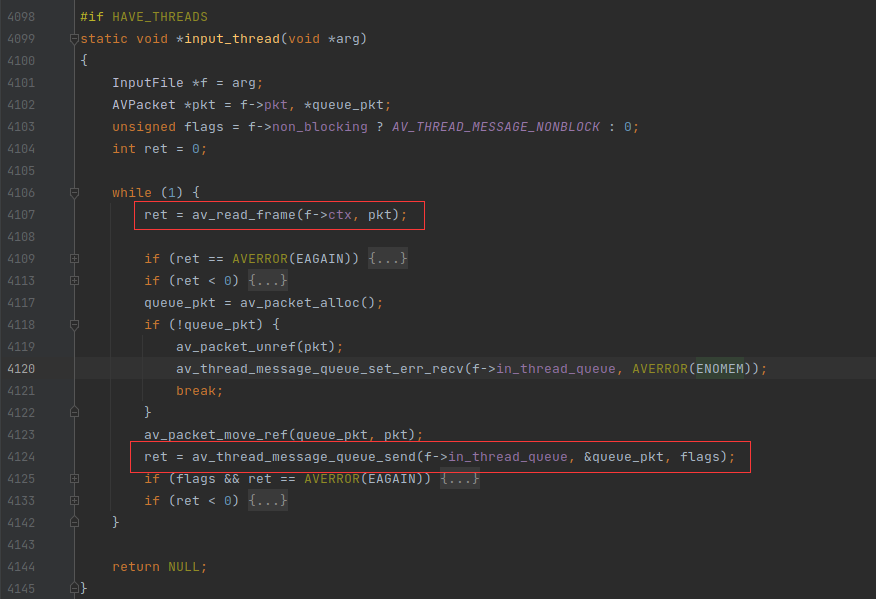 4098 #if HAVE_THREADS
4099 static void *input_thread(void *arg)
4100 {
4101 InputFile *f = arg;
4102 AVPacket *pkt = f->pkt, *queue_pkt;
4103 unsigned flags = f->non_blocking ? AV_THREAD_MESSAGE_NONBLOCK : 0;
4104 int ret = 0;
4105
4106 while (1) {
4107 ret = av_read_frame(f->ctx, pkt);
4108
4109 if (ret == AVERROR(EAGAIN)) {...}
4113 if (ret < 0) {...}
4117 queue_pkt = av_packet_alloc();
4118 if (!queue_pkt) {
4119 av_packet_unref(pkt);
4120 av_thread_message_queue_set_err_recv(f->in_thread_queue, AVERROR(ENOMEM));
4121 break;
4122 }
4123 av_packet_move_ref(queue_pkt, pkt);
4124 ret = av_thread_message_queue_send(f->in_thread_queue, &queue_pkt, flags);
4125 if (flags && ret == AVERROR(EAGAIN)) {...}
4133 if (ret < 0) {...}
4142 }
4143
4144 return NULL;
4145 }